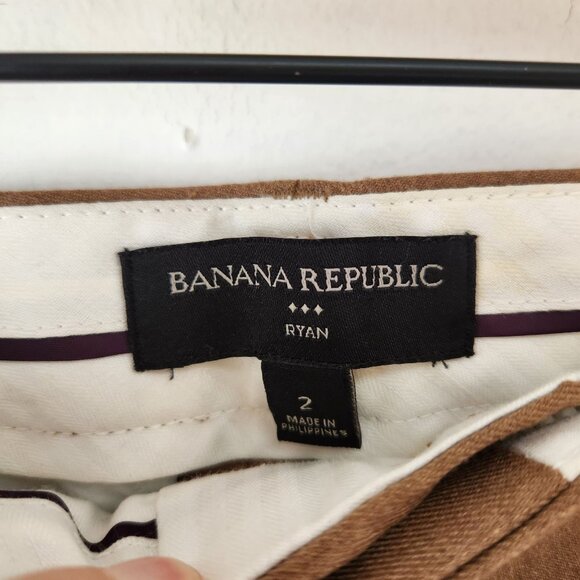 BANANA REPUBLIC
RYAN
2
MADE IN
PHILIPPINES